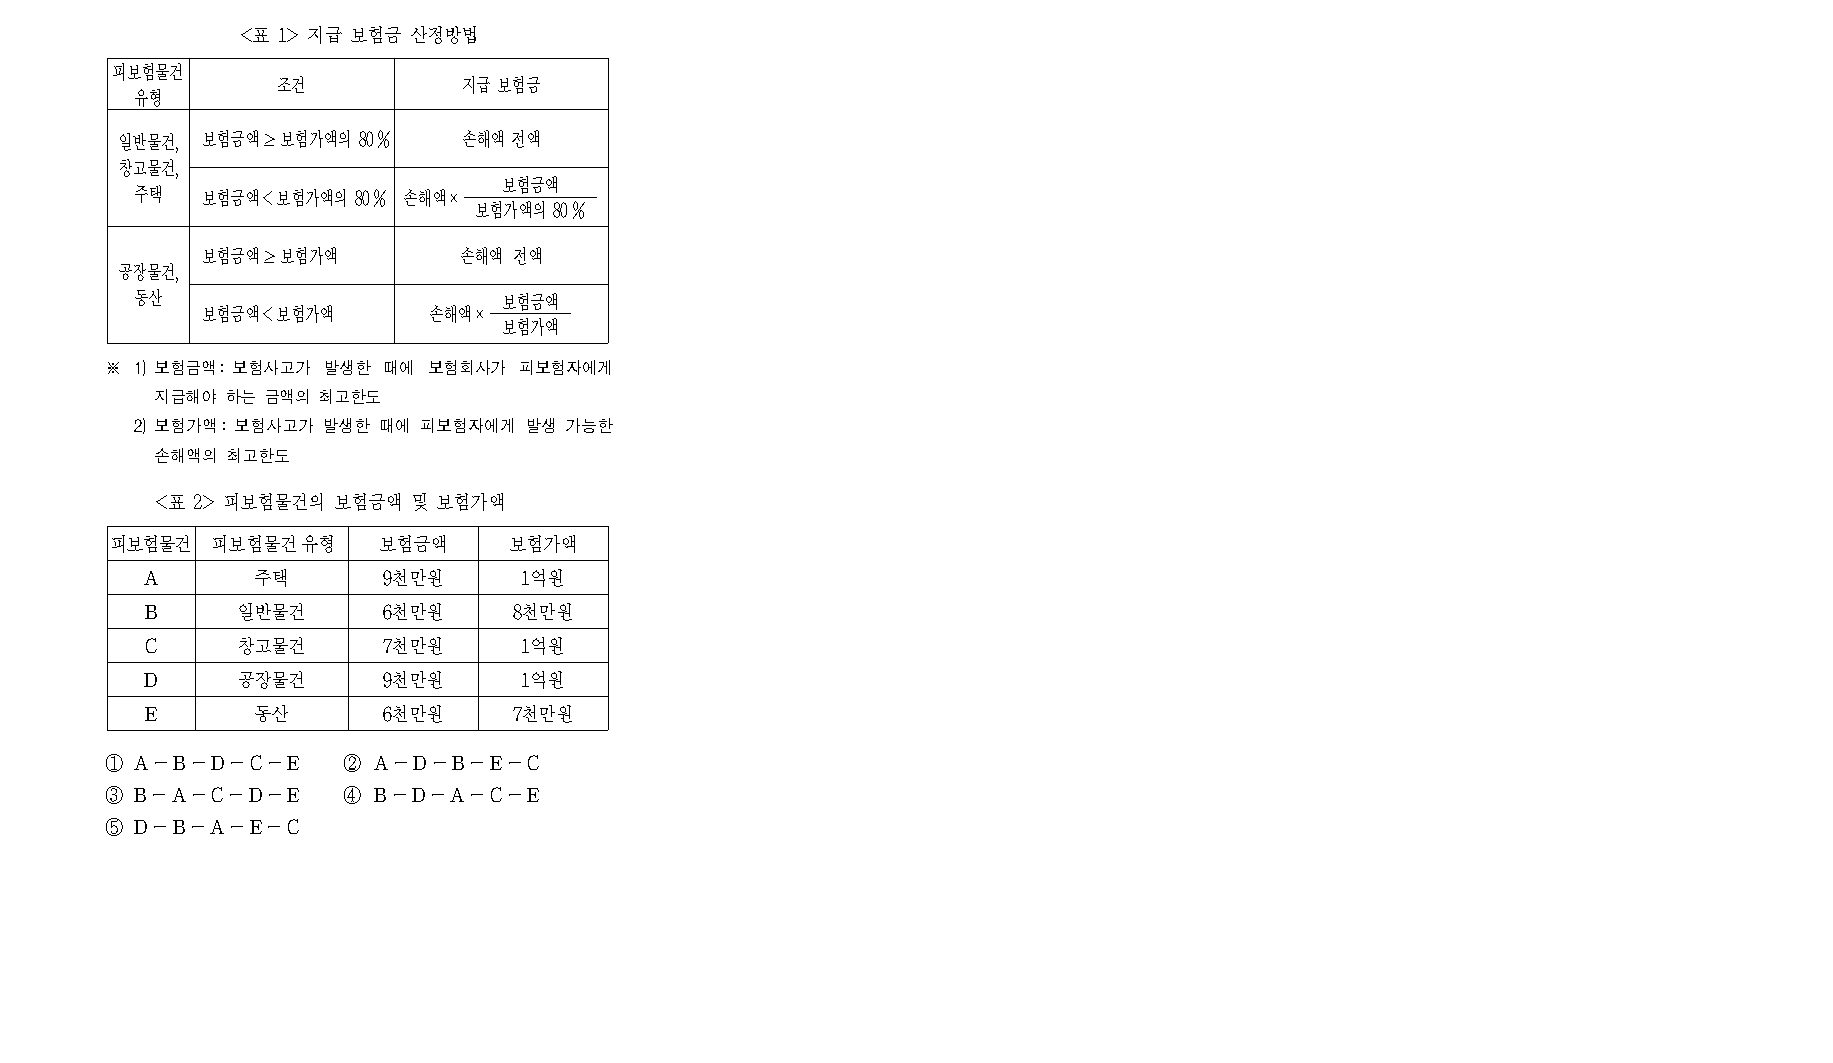 <표 1> 지급 보험금 산정방법
피보험물건 유형
조건
지급 보험금
일반물건, 창고물건, 주택
보험금액 ≥ 보험가액의 80%
손해액 전액
보험금액 < 보험가액의 80%
손해액 × 보험금액 / 보험가액의 80%
공장물건, 동산
보험금액 ≥ 보험가액
손해액 전액
보험금액 < 보험가액
손해액 × 보험금액 / 보험가액
※ 1) 보험금액 : 보험사고가 발생한 때에 보험회사가 피보험자에게
지급해야 하는 금액의 최고한도
2) 보험가액 : 보험사고가 발생한 때에 피보험자에게 발생 가능한
손해액의 최고한도
<표 2> 피보험물건의 보험금액 및 보험가액
피보험물건 피보험물건 유형 보험금액 보험가액
A 주택 9천만원 1억원
B 일반물건 6천만원 8천만원
C 창고물건 7천만원 1억원
D 공장물건 9천만원 1억원
E 동산 6천만원 7천만원
① A - B - D - C - E ② A - D - B - E - C
③ B - A - C - D - E ④ B - D - A - C - E
⑤ D - B - A - E - C